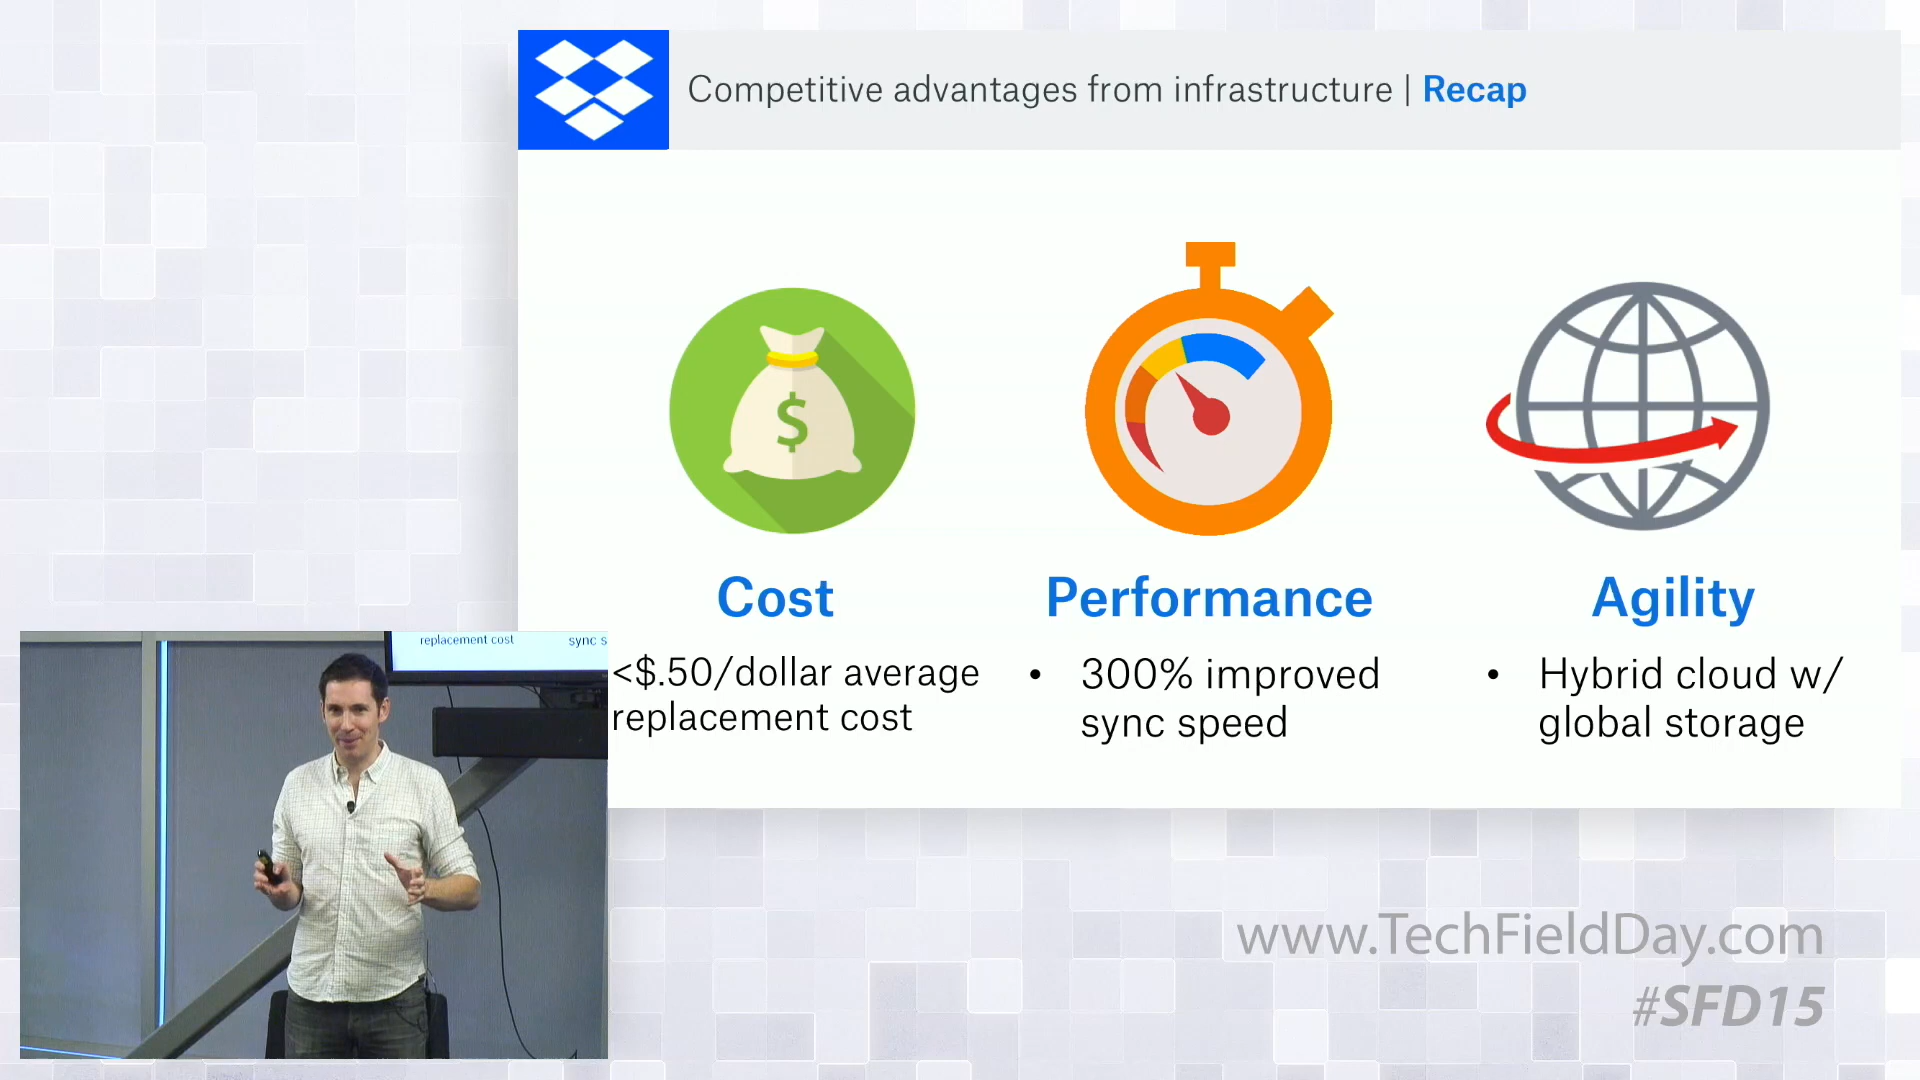 Competitive advantages from infrastructure | Recap
$
Cost
<$.50/dollar average
replacement cost
Performance
• 300% improved
sync speed
Agility
• Hybrid cloud w/
global storage
replacement cost sync s
www.TechFieldDay.com
#SFD15